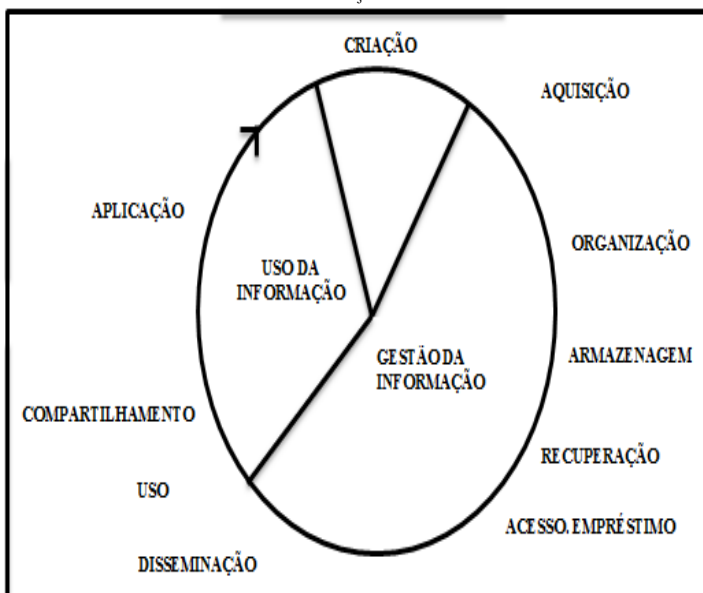 CRIAÇÃO
AQUISIÇÃO
APLICAÇÃO
ORGANIZAÇÃO
USO DA
INFORMAÇÃO
GESTÃO DA
INFORMAÇÃO
ARMAZENAGEM
COMPARTILHAMENTO
RECUPERAÇÃO
USO
ACESSO. EMPRÉSTIMO
DISSEMINAÇÃO